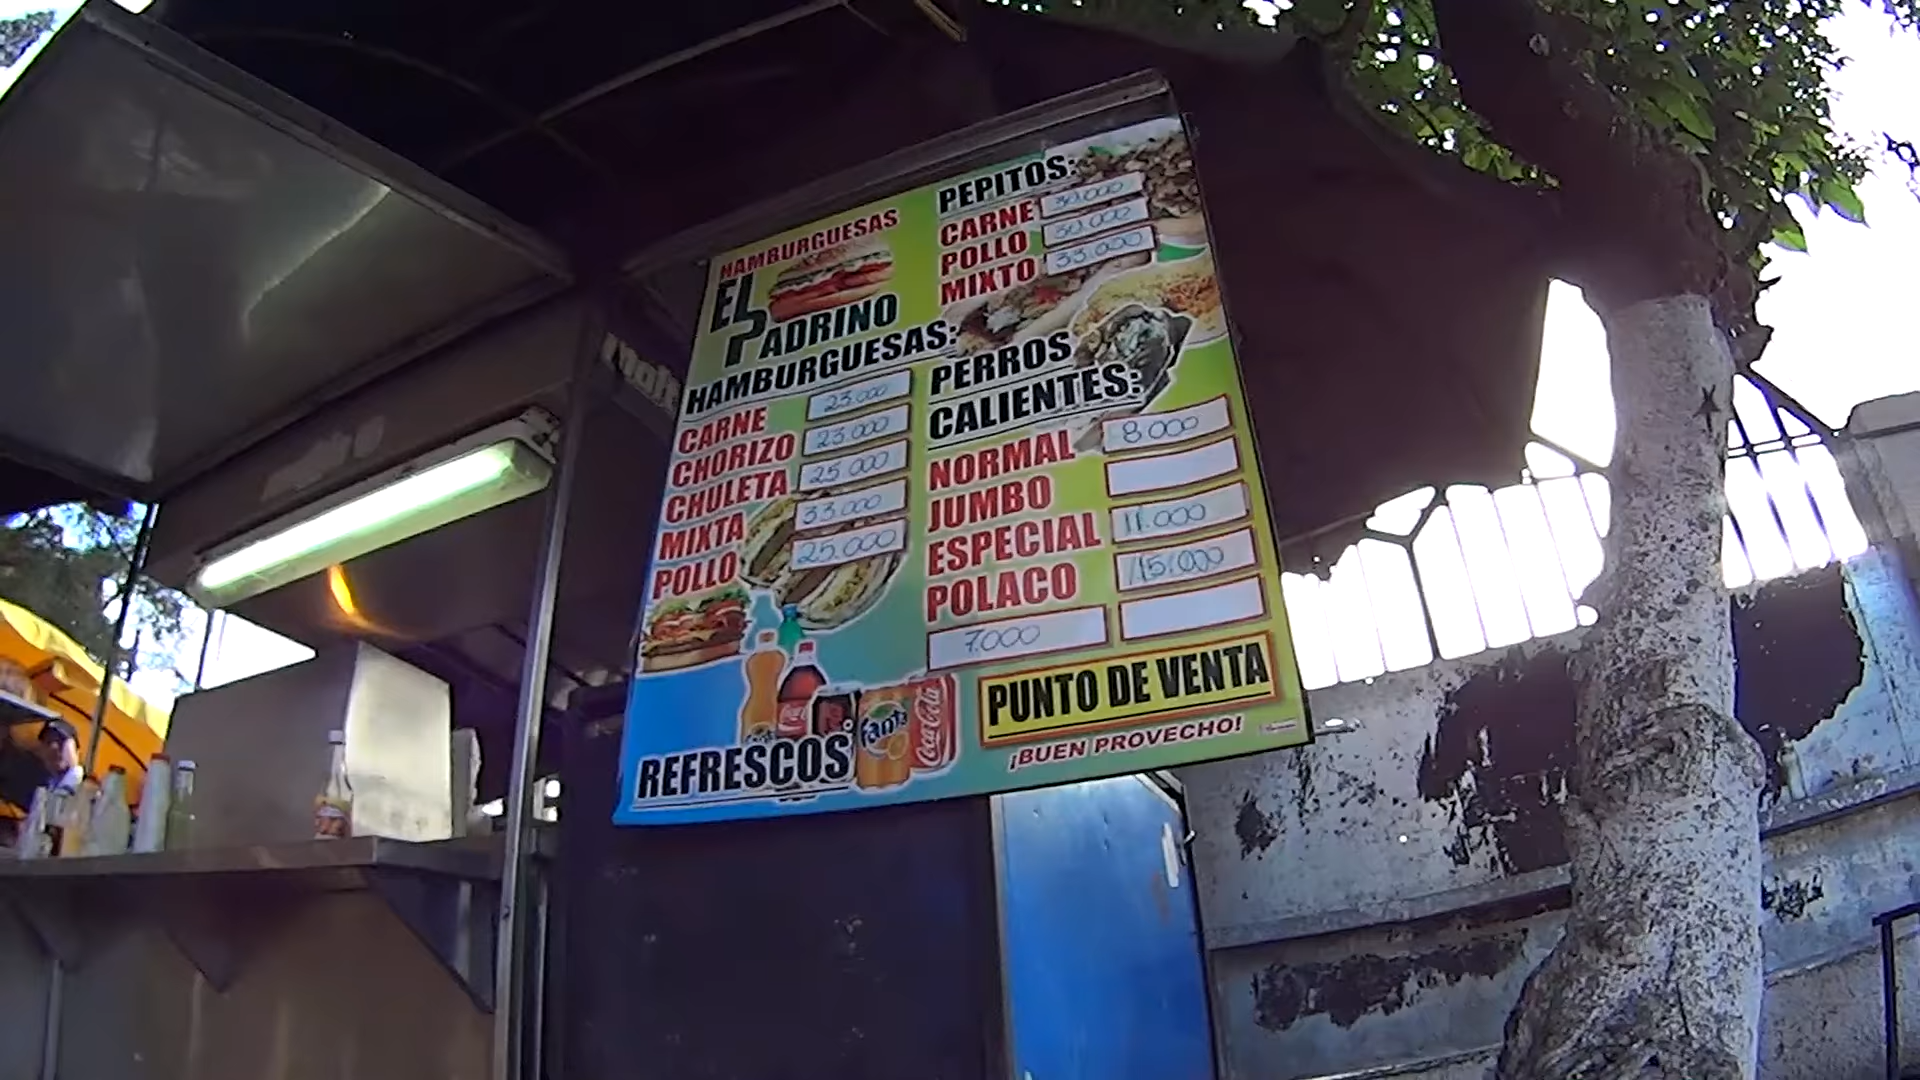 HAMBURGUESAS
EL
PADRINO
HAMBURGUESAS:
CARNE 23.000
CHORIZO 23.000
CHULETA 25.000
MIXTA 33.000
POLLO 25.000
PEPITOS:
CARNE 30.000
POLLO 30.000
MIXTO 33.000
PERROS
CALIENTES:
NORMAL 8.000
JUMBO
ESPECIAL 11.000
POLACO 15.000
7.000
PUNTO DE VENTA
¡BUEN PROVECHO!
REFRESCOS
Fanta
Coca-Cola